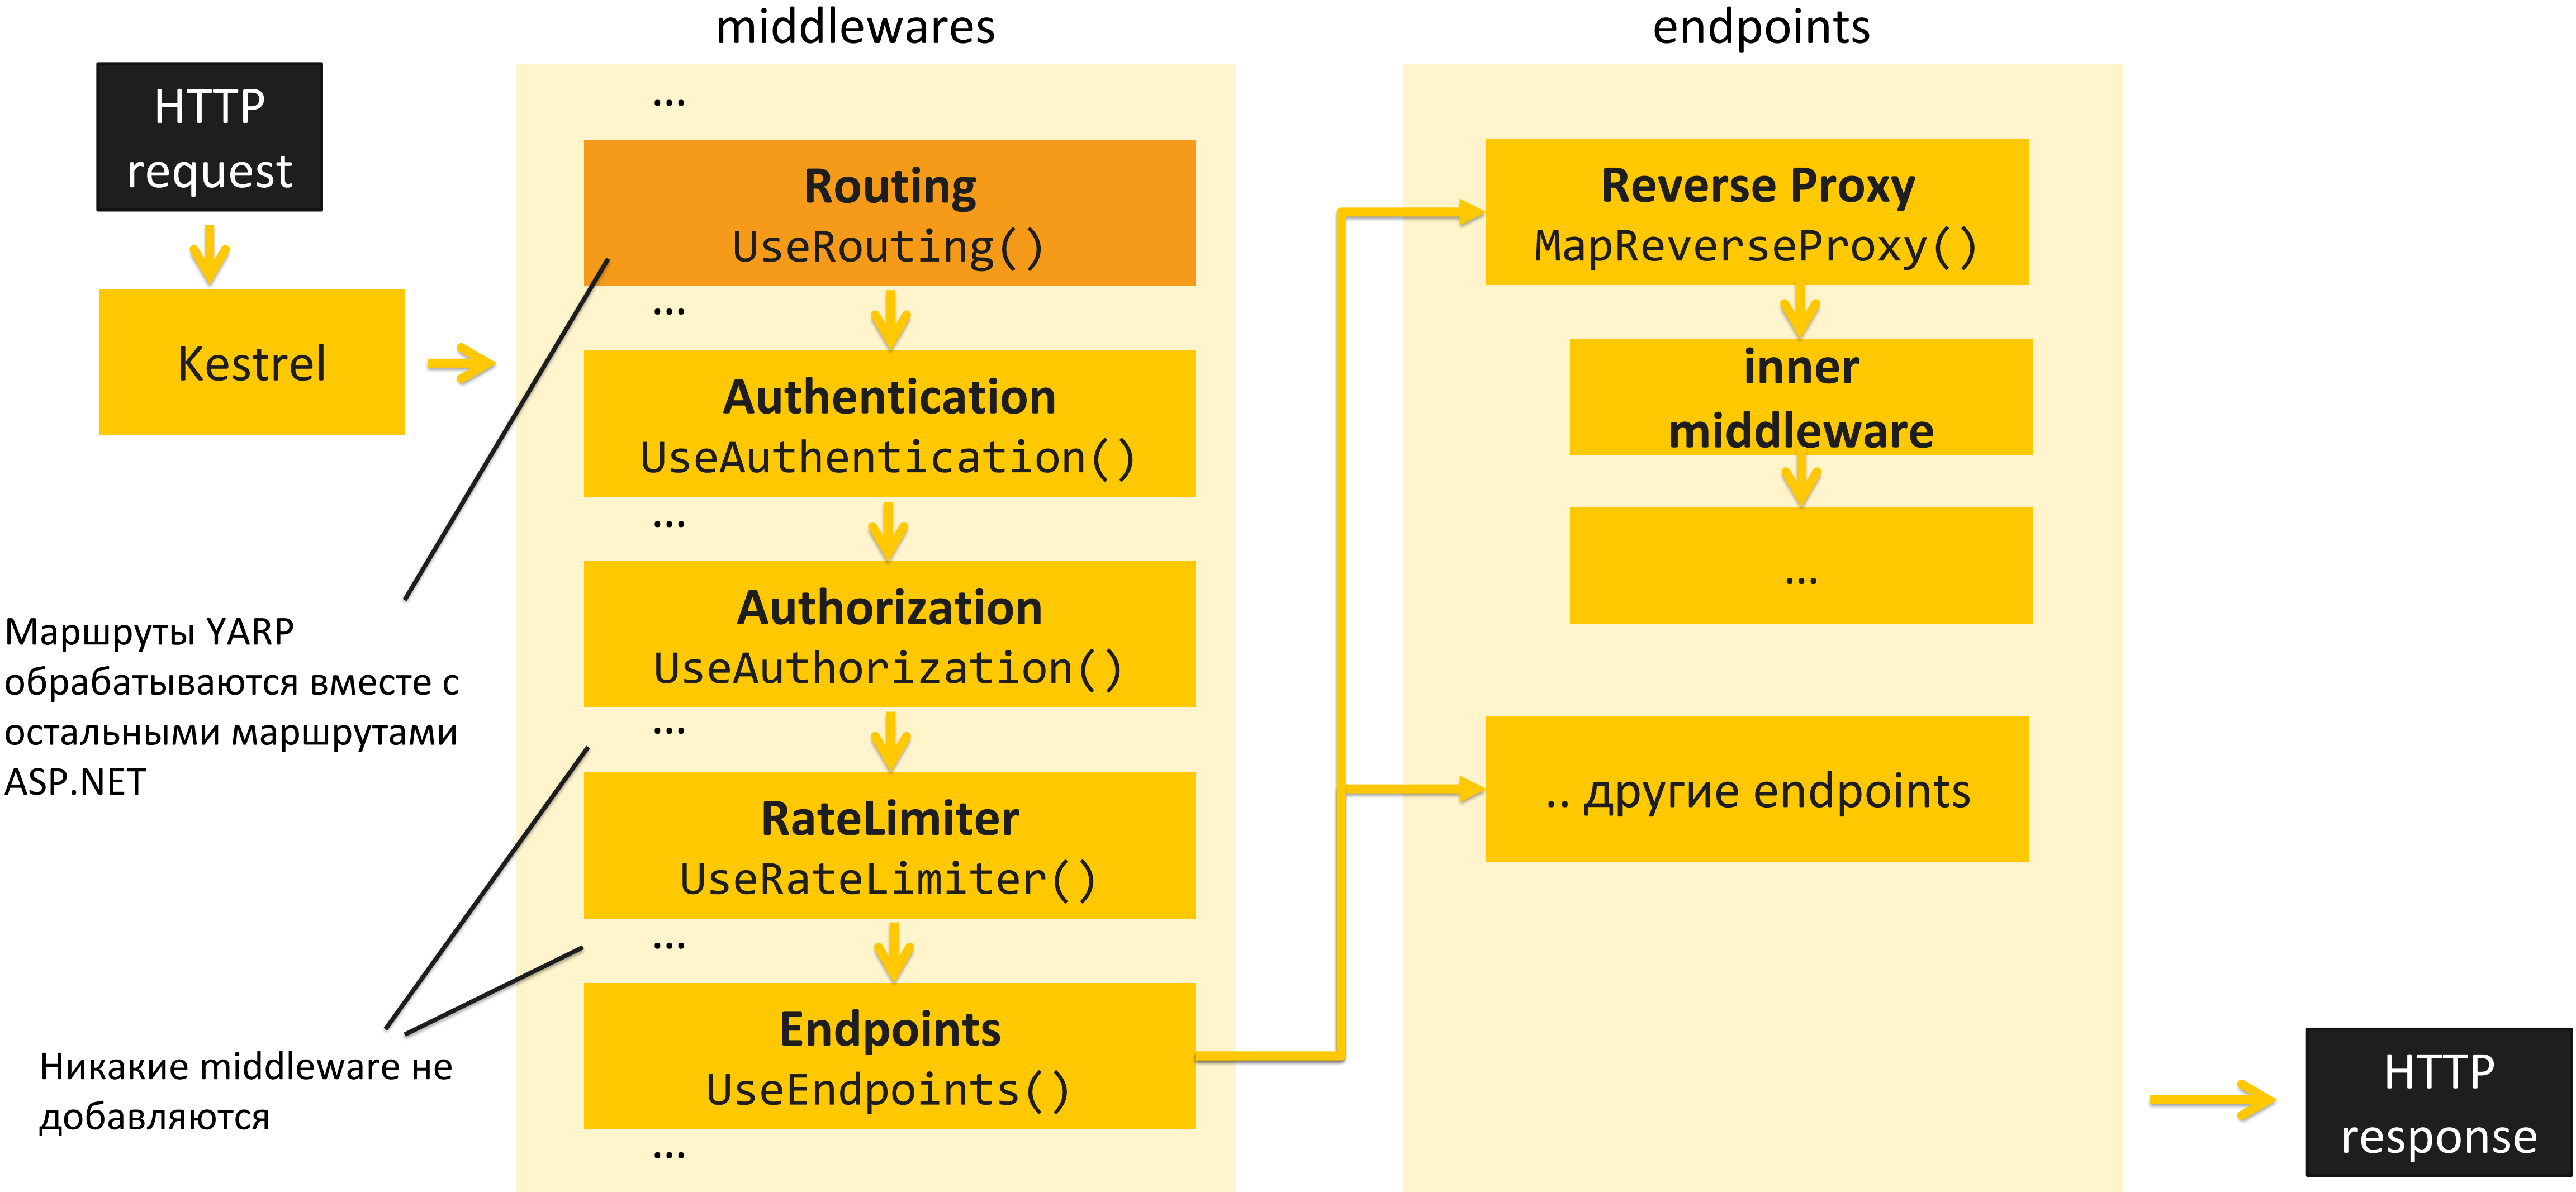 middlewares
endpoints
HTTP
request
Kestrel
...
Routing
UseRouting()
...
Authentication
UseAuthentication()
...
Authorization
UseAuthorization()
...
RateLimiter
UseRateLimiter()
...
Endpoints
UseEndpoints()
...
Маршруты YARP
обрабатываются вместе с
остальными маршрутами
ASP.NET
Никакие middleware не
добавляются
Reverse Proxy
MapReverseProxy()
inner
middleware
...
.. другие endpoints
HTTP
response